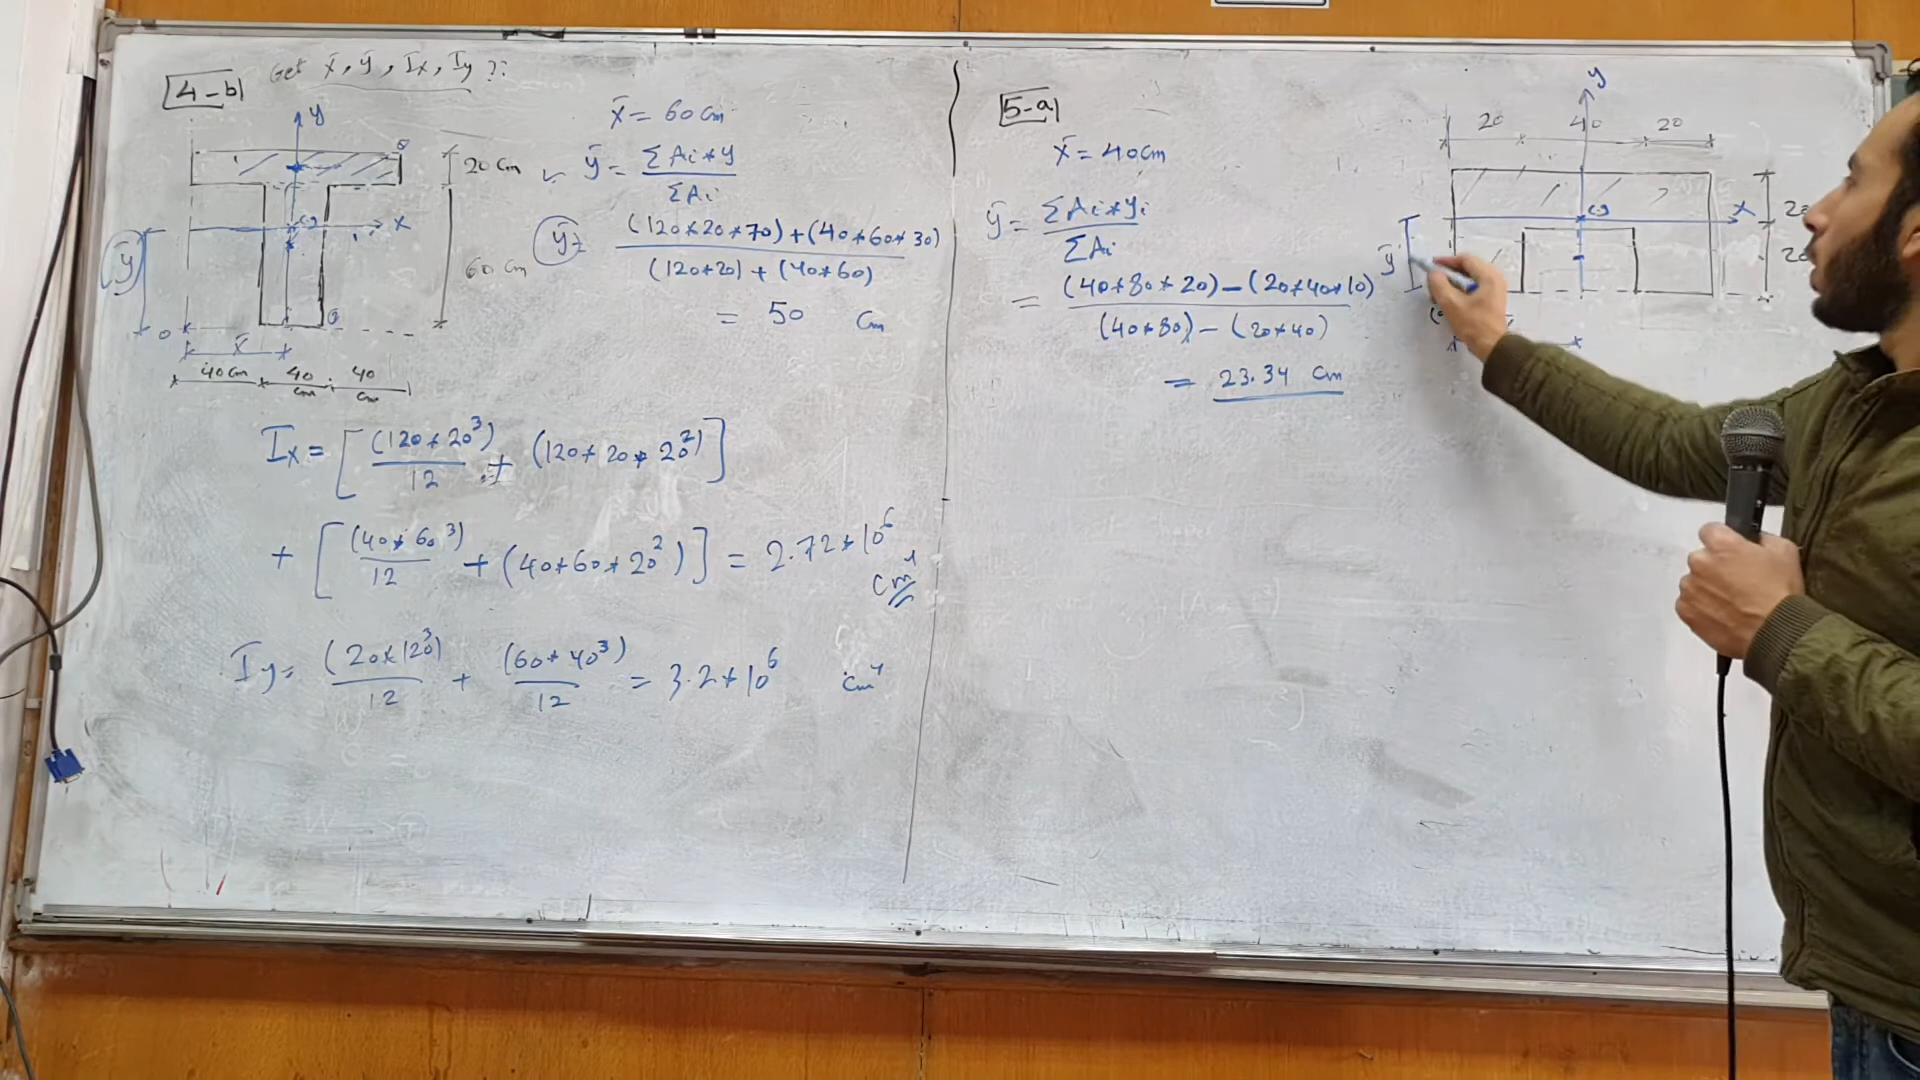 4-b) Get x̄, ȳ, Ix, Iy ??
y
x
c.g
20 cm
60 cm
ȳ
x̄
40 cm 40 cm 40 cm
x̄ = 60 cm
ȳ = Σ Ai * y / Σ Ai
ȳ = (120*20*70) + (40*60*30) / (120*20) + (40*60)
= 50 cm
Ix = [ (120*20³) / 12 + (120*20*20²) ]
+ [ (40*60³) / 12 + (40*60*20²) ] = 2.72*10⁶ cm⁴
Iy = (20*120³) / 12 + (60*40³) / 12 = 3.2*10⁶ cm⁴
5-a)
x̄ = 40 cm
ȳ = Σ Ai * yi / Σ Ai
= (40*80*20) - (20*40*10) / (40*80) - (20*40)
= 23.34 cm
y
20 40 20
x
c.g
ȳ